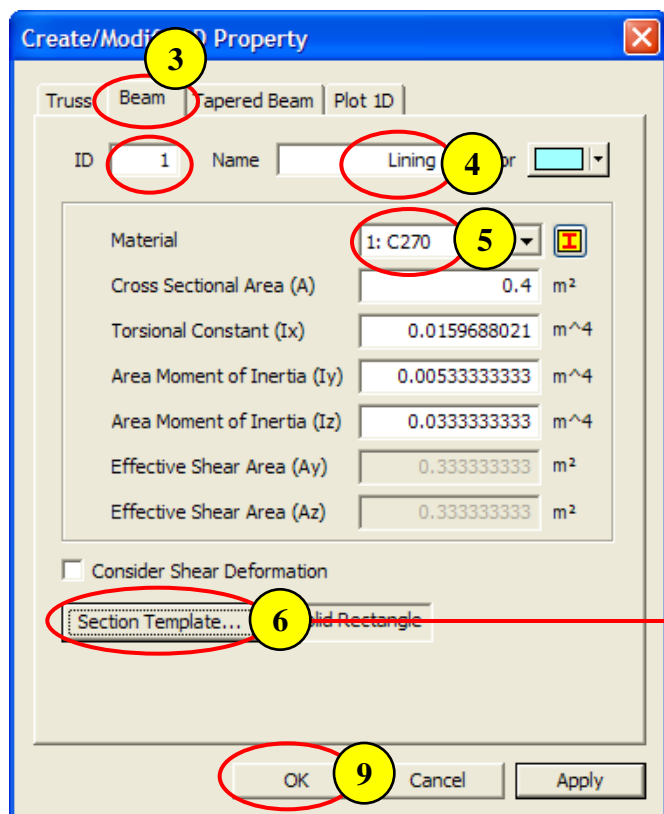 Create/Modi D Property
3
Truss Beam Tapered Beam Plot 1D
ID 1 Name Lining 4 or
Material 1: C270 5
Cross Sectional Area (A) 0.4 m²
Torsional Constant (Ix) 0.0159688021 m^4
Area Moment of Inertia (Iy) 0.00533333333 m^4
Area Moment of Inertia (Iz) 0.0333333333 m^4
Effective Shear Area (Ay) 0.333333333 m²
Effective Shear Area (Az) 0.333333333 m²
Consider Shear Deformation
Section Template... 6 olid Rectangle
OK 9 Cancel Apply